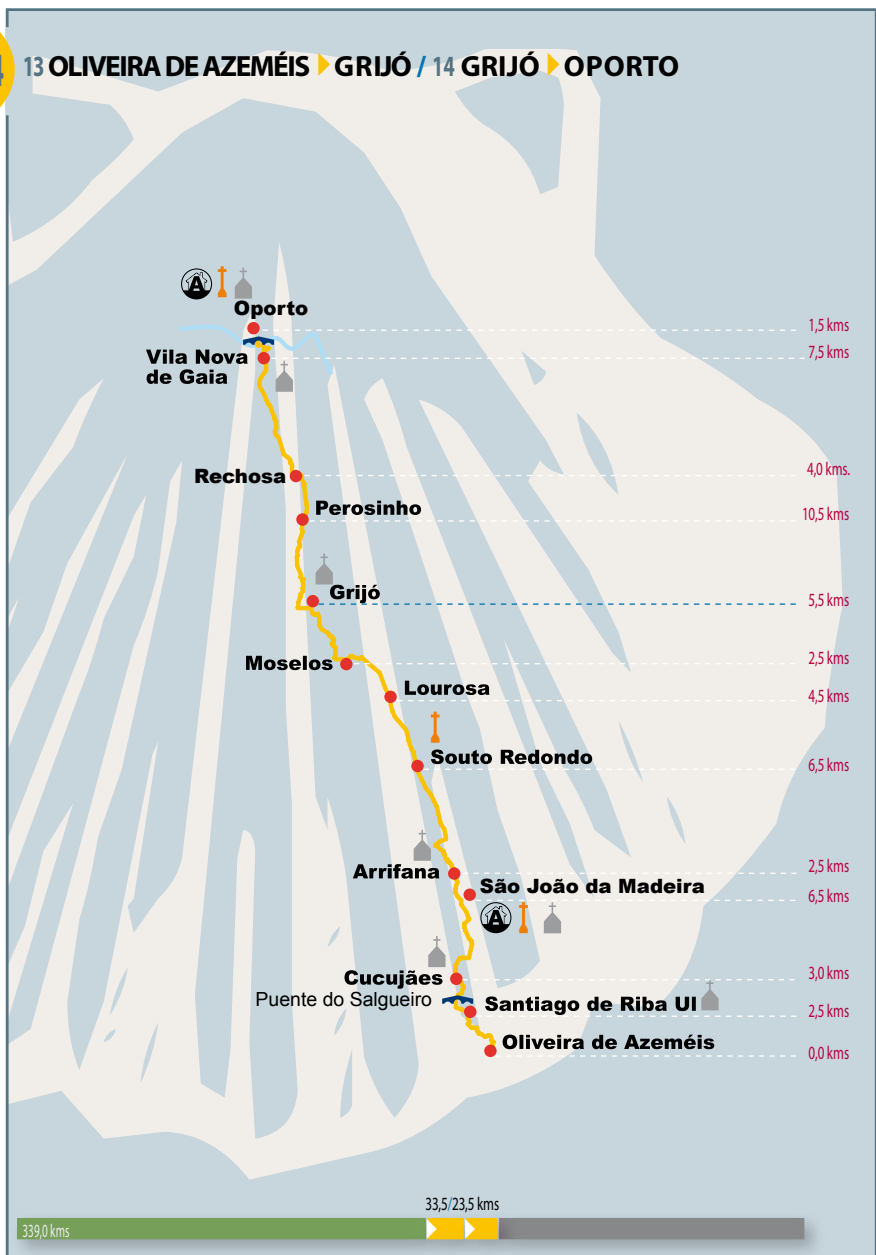 13 OLIVEIRA DE AZEMÉIS GRIJÓ / 14 GRIJÓ OPORTO
A
Oporto
1,5 kms
Vila Nova
de Gaia
7,5 kms
Rechosa
4,0 kms.
Perosinho
10,5 kms
Grijó
5,5 kms
Moselos
2,5 kms
Lourosa
4,5 kms
Souto Redondo
6,5 kms
Arrifana
2,5 kms
São João da Madeira
6,5 kms
A
Cucujães
3,0 kms
Puente do Salgueiro
Santiago de Riba Ul
2,5 kms
Oliveira de Azeméis
0,0 kms
33,5/23,5 kms
339,0 kms